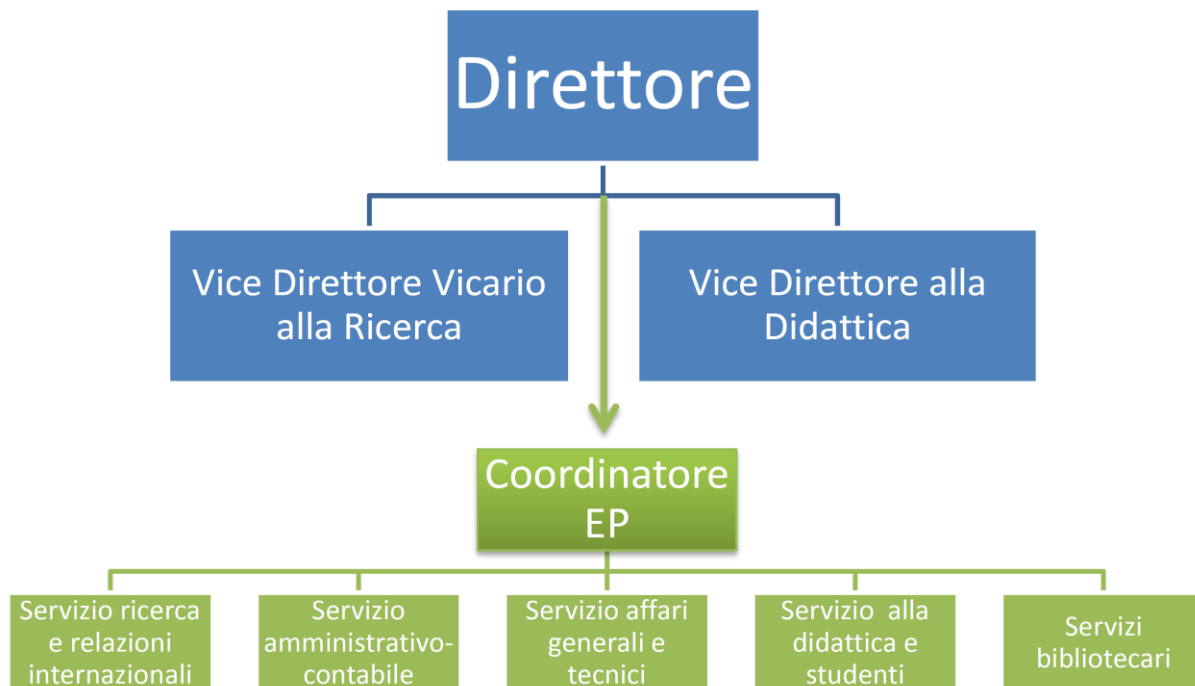 Direttore
Vice Direttore Vicario
alla Ricerca
Vice Direttore alla
Didattica
Coordinatore
EP
Servizio ricerca
e relazioni
internazionali
Servizio
amministrativo-
contabile
Servizio affari
generali e
tecnici
Servizio alla
didattica e
studenti
Servizi
bibliotecari